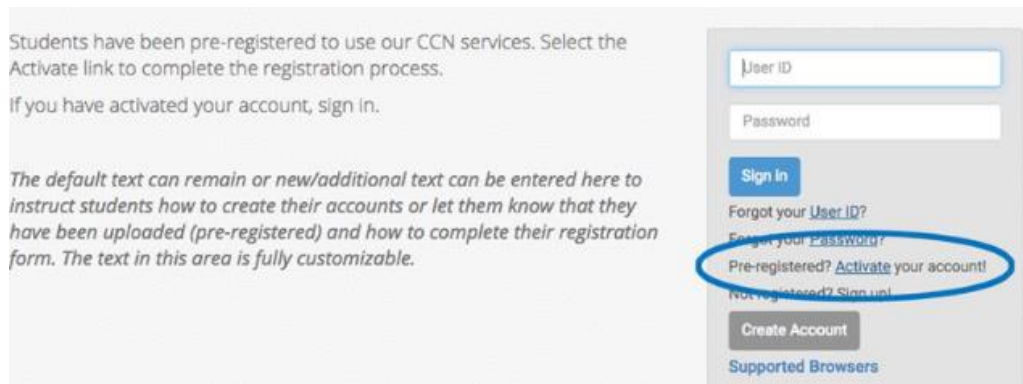 Students have been pre-registered to use our CCN services. Select the
Activate link to complete the registration process.
If you have activated your account, sign in.
The default text can remain or new/additional text can be entered here to
instruct students how to create their accounts or let them know that they
have been uploaded (pre-registered) and how to complete their registration
form. The text in this area is fully customizable.
User ID
Password
Sign In
Forgot your User ID?
Forgot your Password?
Pre-registered? Activate your account!
Not registered? Sign up!
Create Account
Supported Browsers